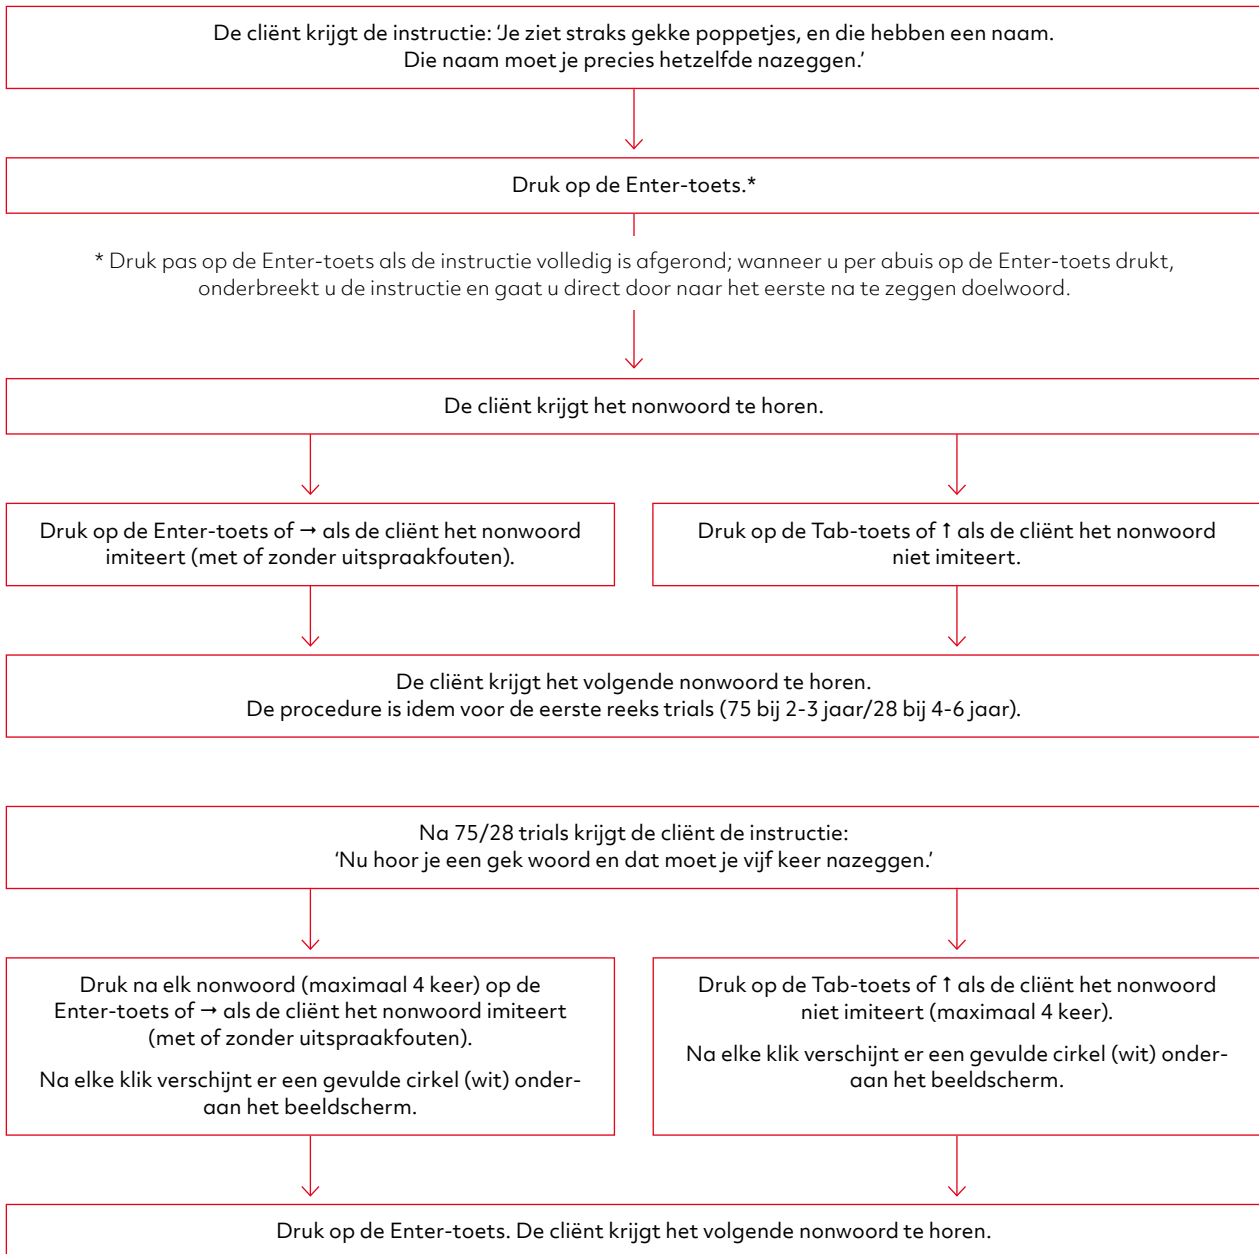 De cliënt krijgt de instructie: ‘Je ziet straks gekke poppetjes, en die hebben een naam.
Die naam moet je precies hetzelfde nazeggen.’
Druk op de Enter-toets.*
* Druk pas op de Enter-toets als de instructie volledig is afgerond; wanneer u per abuis op de Enter-toets drukt,
onderbreekt u de instructie en gaat u direct door naar het eerste na te zeggen doelwoord.
De cliënt krijgt het nonwoord te horen.
Druk op de Enter-toets of → als de cliënt het nonwoord
imiteert (met of zonder uitspraakfouten).
Druk op de Tab-toets of ↑ als de cliënt het nonwoord
niet imiteert.
De cliënt krijgt het volgende nonwoord te horen.
De procedure is idem voor de eerste reeks trials (75 bij 2-3 jaar/28 bij 4-6 jaar).
Na 75/28 trials krijgt de cliënt de instructie:
‘Nu hoor je een gek woord en dat moet je vijf keer nazeggen.’
Druk na elk nonwoord (maximaal 4 keer) op de
Enter-toets of → als de cliënt het nonwoord imiteert
(met of zonder uitspraakfouten).
Na elke klik verschijnt er een gevulde cirkel (wit) onder-
aan het beeldscherm.
Druk op de Tab-toets of ↑ als de cliënt het nonwoord
niet imiteert (maximaal 4 keer).
Na elke klik verschijnt er een gevulde cirkel (wit) onder-
aan het beeldscherm.
Druk op de Enter-toets. De cliënt krijgt het volgende nonwoord te horen.